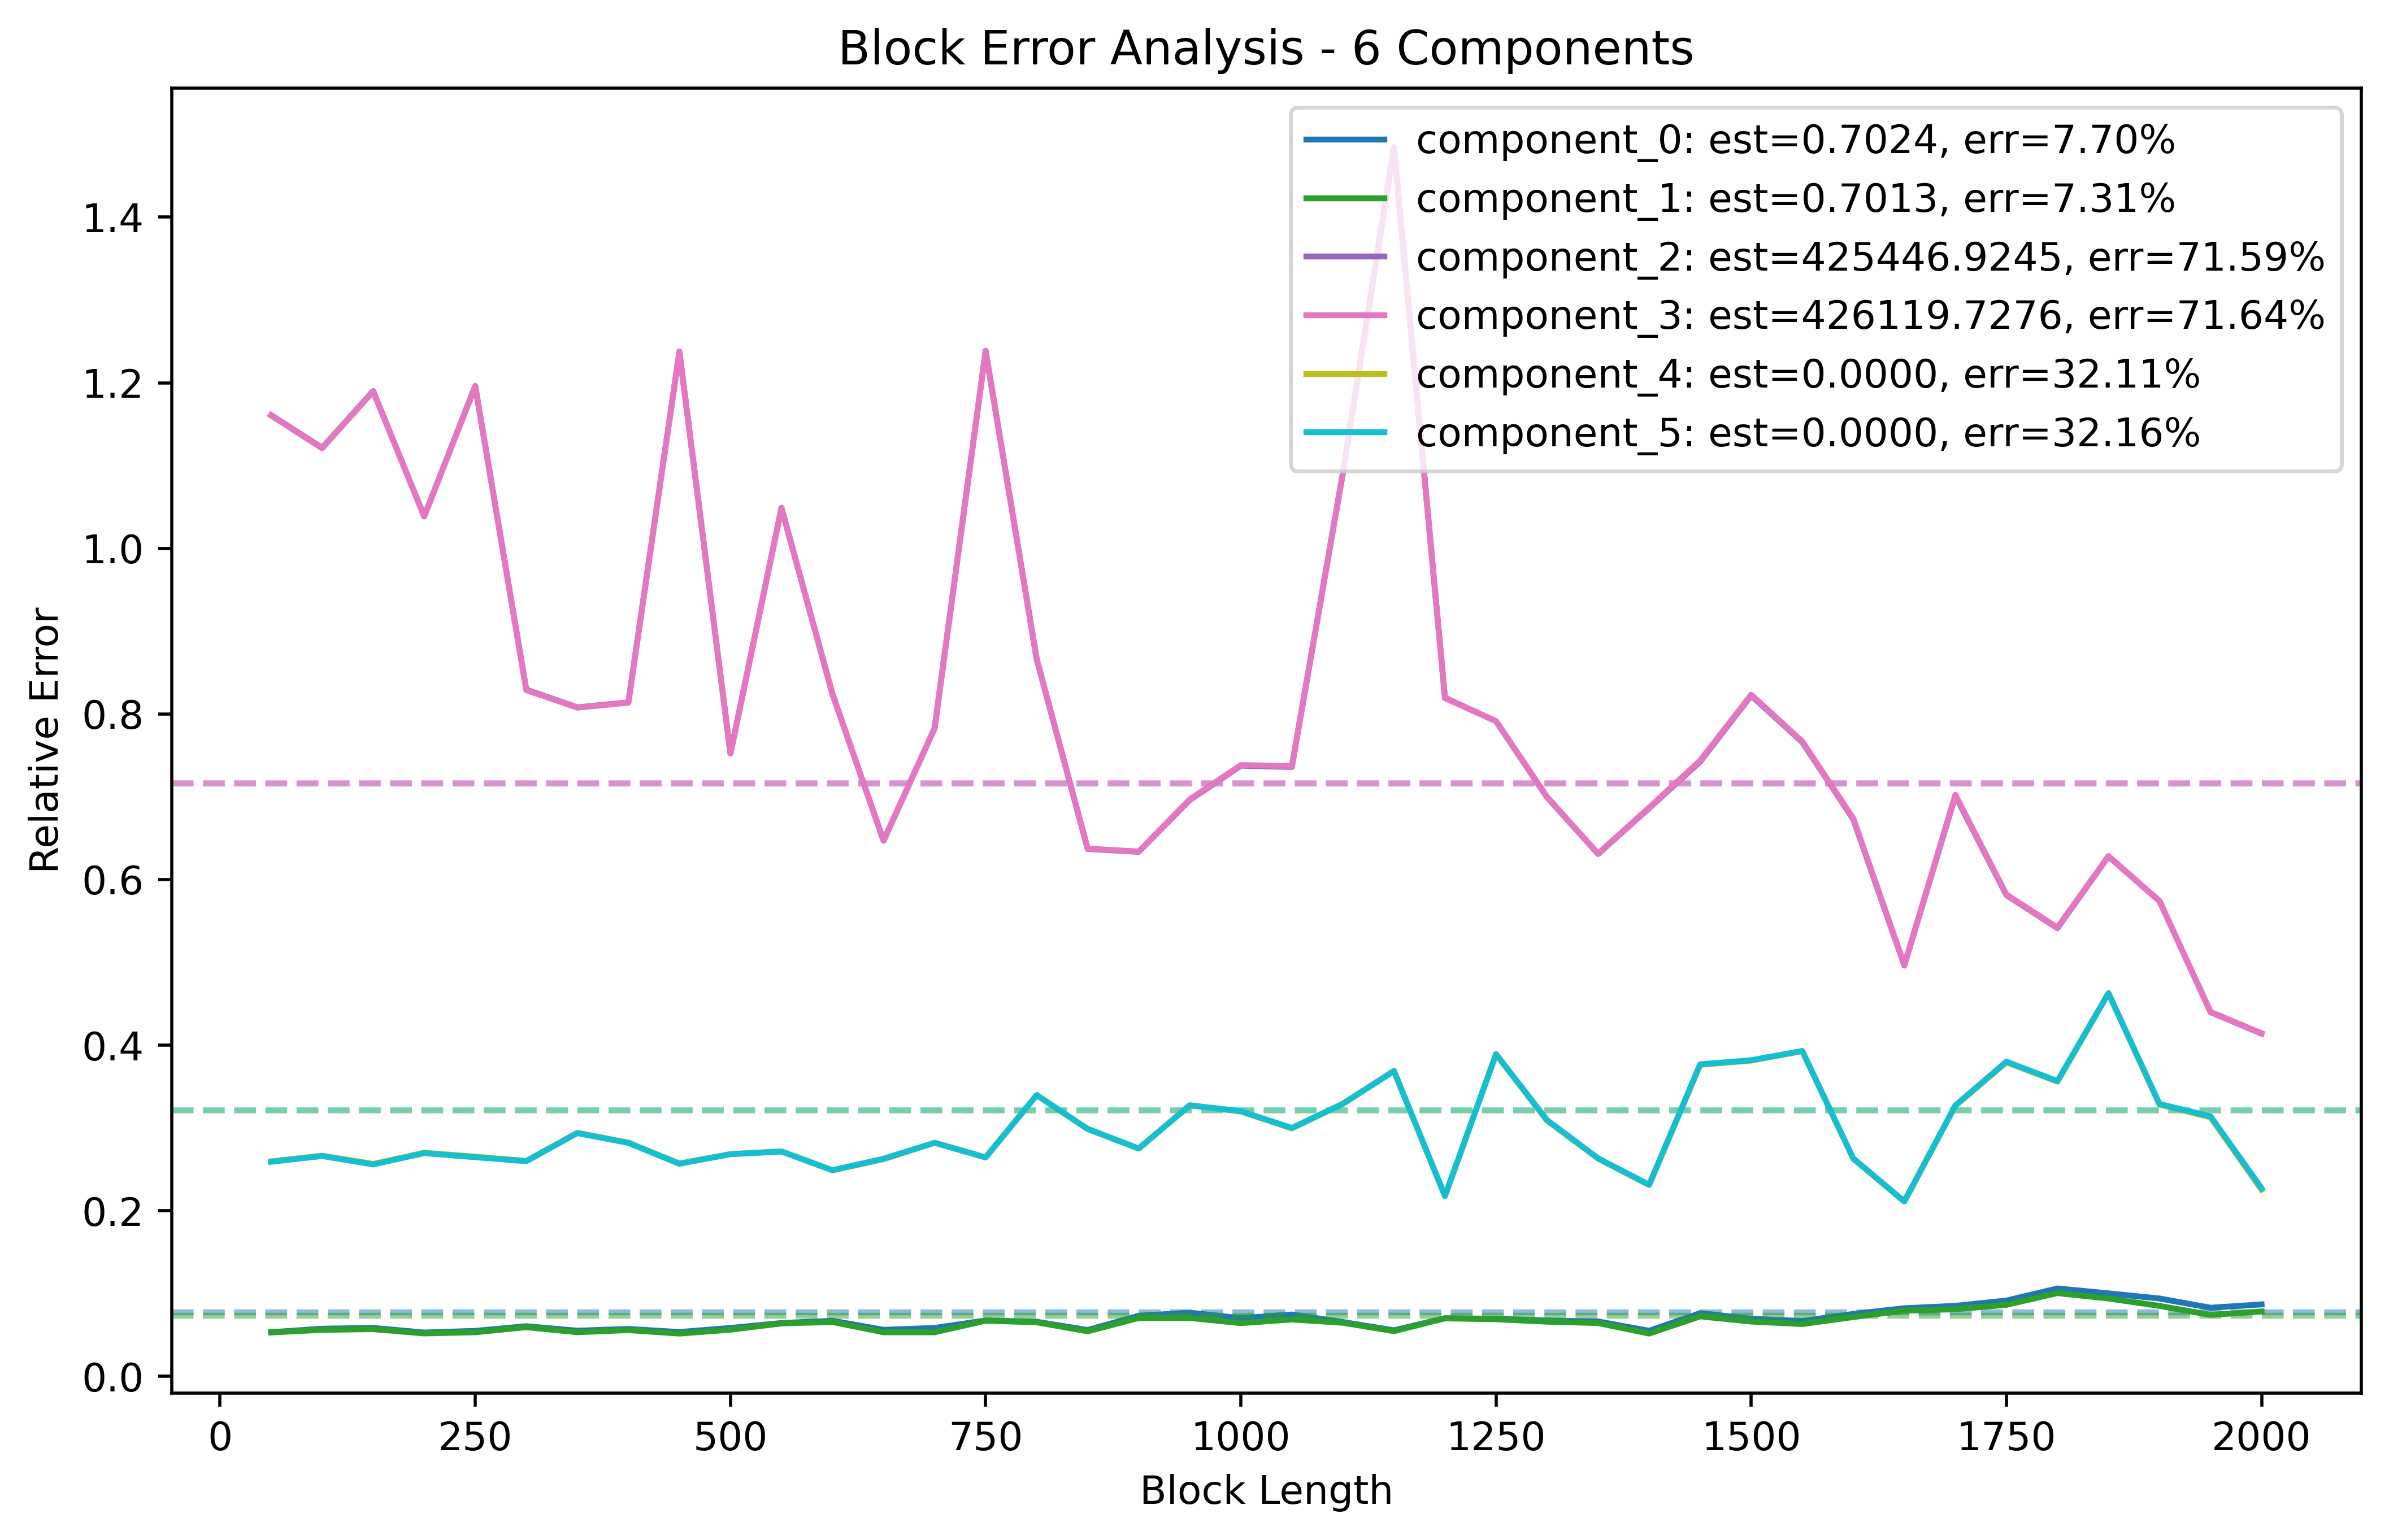 Block Error Analysis - 6 Components
component_0: est=0.7024, err=7.70%
component_1: est=0.7013, err=7.31%
component_2: est=425446.9245, err=71.59%
component_3: est=426119.7276, err=71.64%
component_4: est=0.0000, err=32.11%
component_5: est=0.0000, err=32.16%
Relative Error
1.4
1.2
1.0
0.8
0.6
0.4
0.2
0.0
0 250 500 750 1000 1250 1500 1750 2000
Block Length